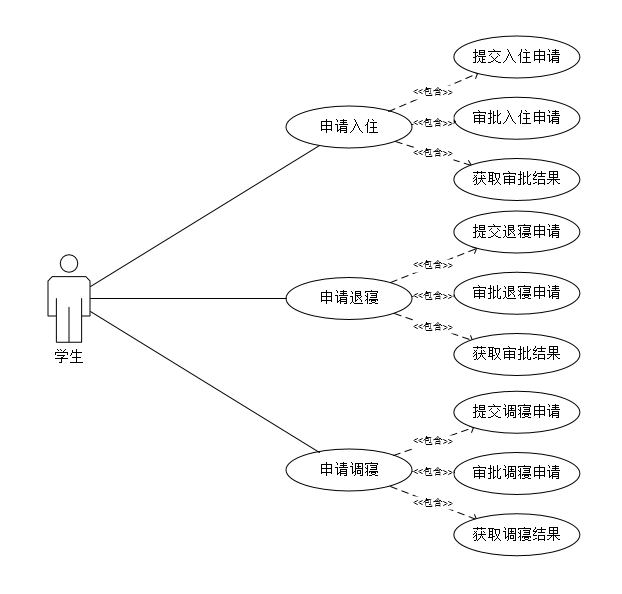 提交入住申请
<<包含>>
申请入住
<<包含>>
审批入住申请
<<包含>>
获取审批结果
提交退寝申请
<<包含>>
学生
申请退寝
<<包含>>
审批退寝申请
<<包含>>
获取审批结果
提交调寝申请
<<包含>>
申请调寝
<<包含>>
审批调寝申请
<<包含>>
获取调寝结果